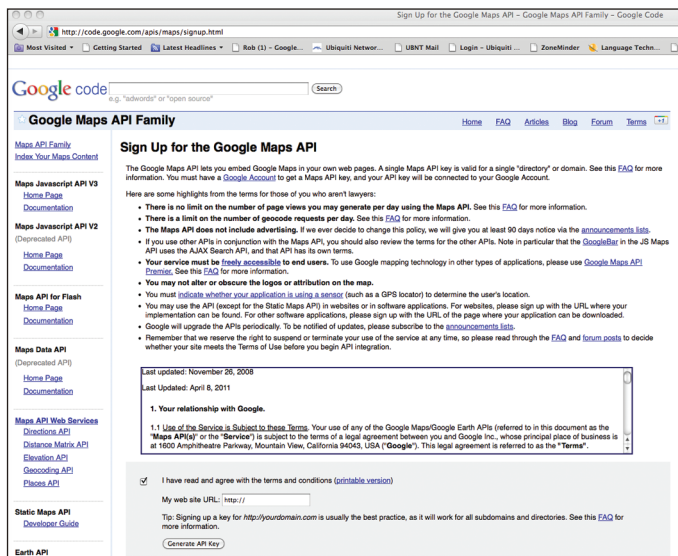 Sign Up for the Google Maps API – Google Maps API Family – Google Code
http://code.google.com/apis/maps/signup.html
Most Visited ▾ Getting Started Latest Headlines ▾ Rob (1) – Google... Ubiquiti Networ... UBNT Mail Login – Ubiquiti ... ZoneMinder Language Techn...
Google code Search
e.g. "adwords" or "open source"
Google Maps API Family Home FAQ Articles Blog Forum Terms
Maps API Family
Index Your Maps Content
Maps Javascript API V3
Home Page
Documentation
Maps Javascript API V2
(Deprecated API)
Home Page
Documentation
Maps API for Flash
Home Page
Documentation
Maps Data API
(Deprecated API)
Home Page
Documentation
Maps API Web Services
Directions API
Distance Matrix API
Elevation API
Geocoding API
Places API
Static Maps API
Developer Guide
Earth API
Sign Up for the Google Maps API
The Google Maps API lets you embed Google Maps in your own web pages. A single Maps API key is valid for a single "directory" or domain. See this FAQ for more
information. You must have a Google Account to get a Maps API key, and your API key will be connected to your Google Account.
Here are some highlights from the terms for those of you who aren't lawyers:
• There is no limit on the number of page views you may generate per day using the Maps API. See this FAQ for more information.
• There is a limit on the number of geocode requests per day. See this FAQ for more information.
• The Maps API does not include advertising. If we ever decide to change this policy, we will give you at least 90 days notice via the announcements lists.
• If you use other APIs in conjunction with the Maps API, you should also review the terms for the other APIs. Note in particular that the GoogleBar in the JS Maps
API uses the AJAX Search API, and that API has its own terms.
• Your service must be freely accessible to end users. To use Google mapping technology in other types of applications, please use Google Maps API
Premier. See this FAQ for more information.
• You may not alter or obscure the logos or attribution on the map.
• You must indicate whether your application is using a sensor (such as a GPS locator) to determine the user's location.
• You may use the API (except for the Static Maps API) in websites or in software applications. For websites, please sign up with the URL where your
implementation can be found. For other software applications, please sign up with the URL of the page where your application can be downloaded.
• Google will upgrade the APIs periodically. To be notified of updates, please subscribe to the announcements lists.
• Remember that we reserve the right to suspend or terminate your use of the service at any time, so please read through the FAQ and forum posts to decide
whether your site meets the Terms of Use before you begin API integration.
Last updated: November 26, 2008
Last Updated: April 8, 2011
1. Your relationship with Google.
1.1 Use of the Service is Subject to these Terms. Your use of any of the Google Maps/Google Earth APIs (referred to in this document as the
"Maps API(s)" or the "Service") is subject to the terms of a legal agreement between you and Google Inc., whose principal place of business is
at 1600 Amphitheatre Parkway, Mountain View, California 94043, USA ("Google"). This legal agreement is referred to as the "Terms".
I have read and agree with the terms and conditions (printable version)
My web site URL: http://
Tip: Signing up a key for http://yourdomain.com is usually the best practice, as it will work for all subdomains and directories. See this FAQ for
more information.
Generate API Key